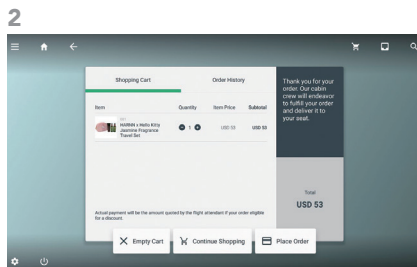 2
Shopping Cart
Order History
Item
Quantity
Item Price
Subtotal
HARNN x Hello Kitty
Jasmine Fragrance
Travel Set
1
USD 53
USD 53
Thank you for your
order. Our cabin
crew will endeavor
to fulfill your order
and deliver it to
your seat.
Actual payment will be the amount quoted by the flight attendant if your order eligible
for a discount.
Total
USD 53
Empty Cart
Continue Shopping
Place Order